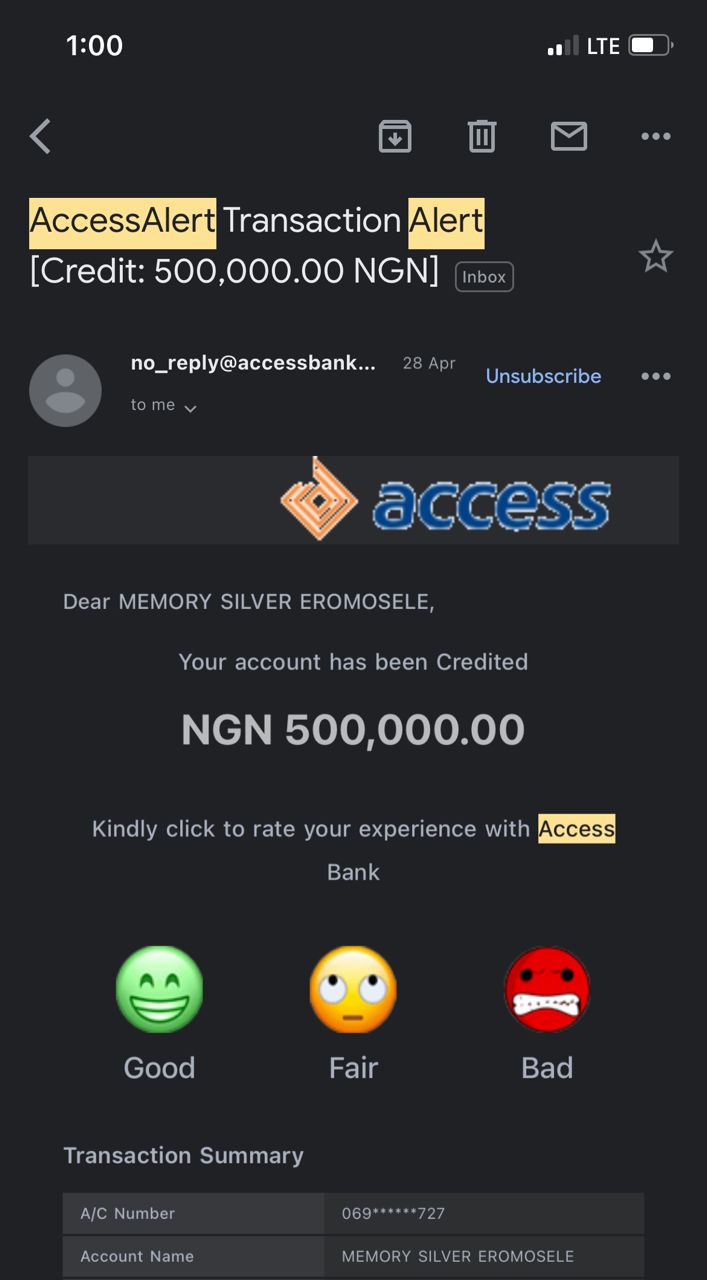 1:00
LTE
AccessAlert Transaction Alert
[Credit: 500,000.00 NGN] Inbox
no_reply@accessbank... 28 Apr
Unsubscribe
to me
access
Dear MEMORY SILVER EROMOSELE,
Your account has been Credited
NGN 500,000.00
Kindly click to rate your experience with Access
Bank
Good Fair Bad
Transaction Summary
A/C Number 069******727
Account Name MEMORY SILVER EROMOSELE